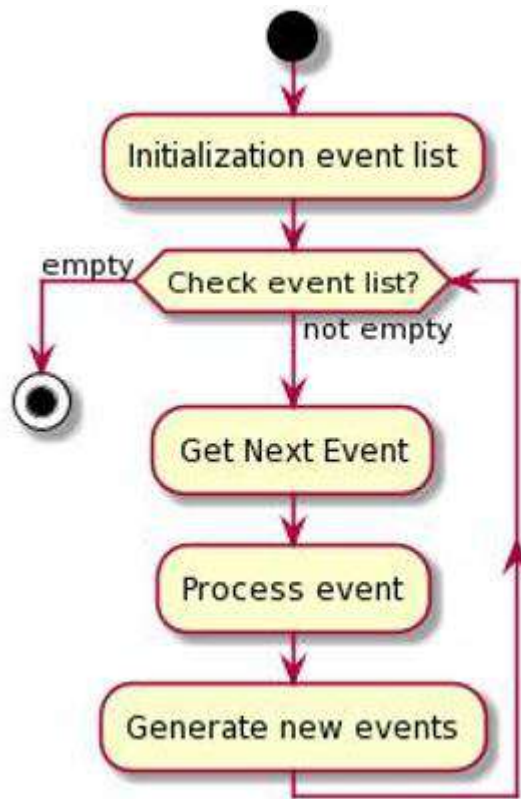 Initialization event list
empty
Check event list?
not empty
Get Next Event
Process event
Generate new events